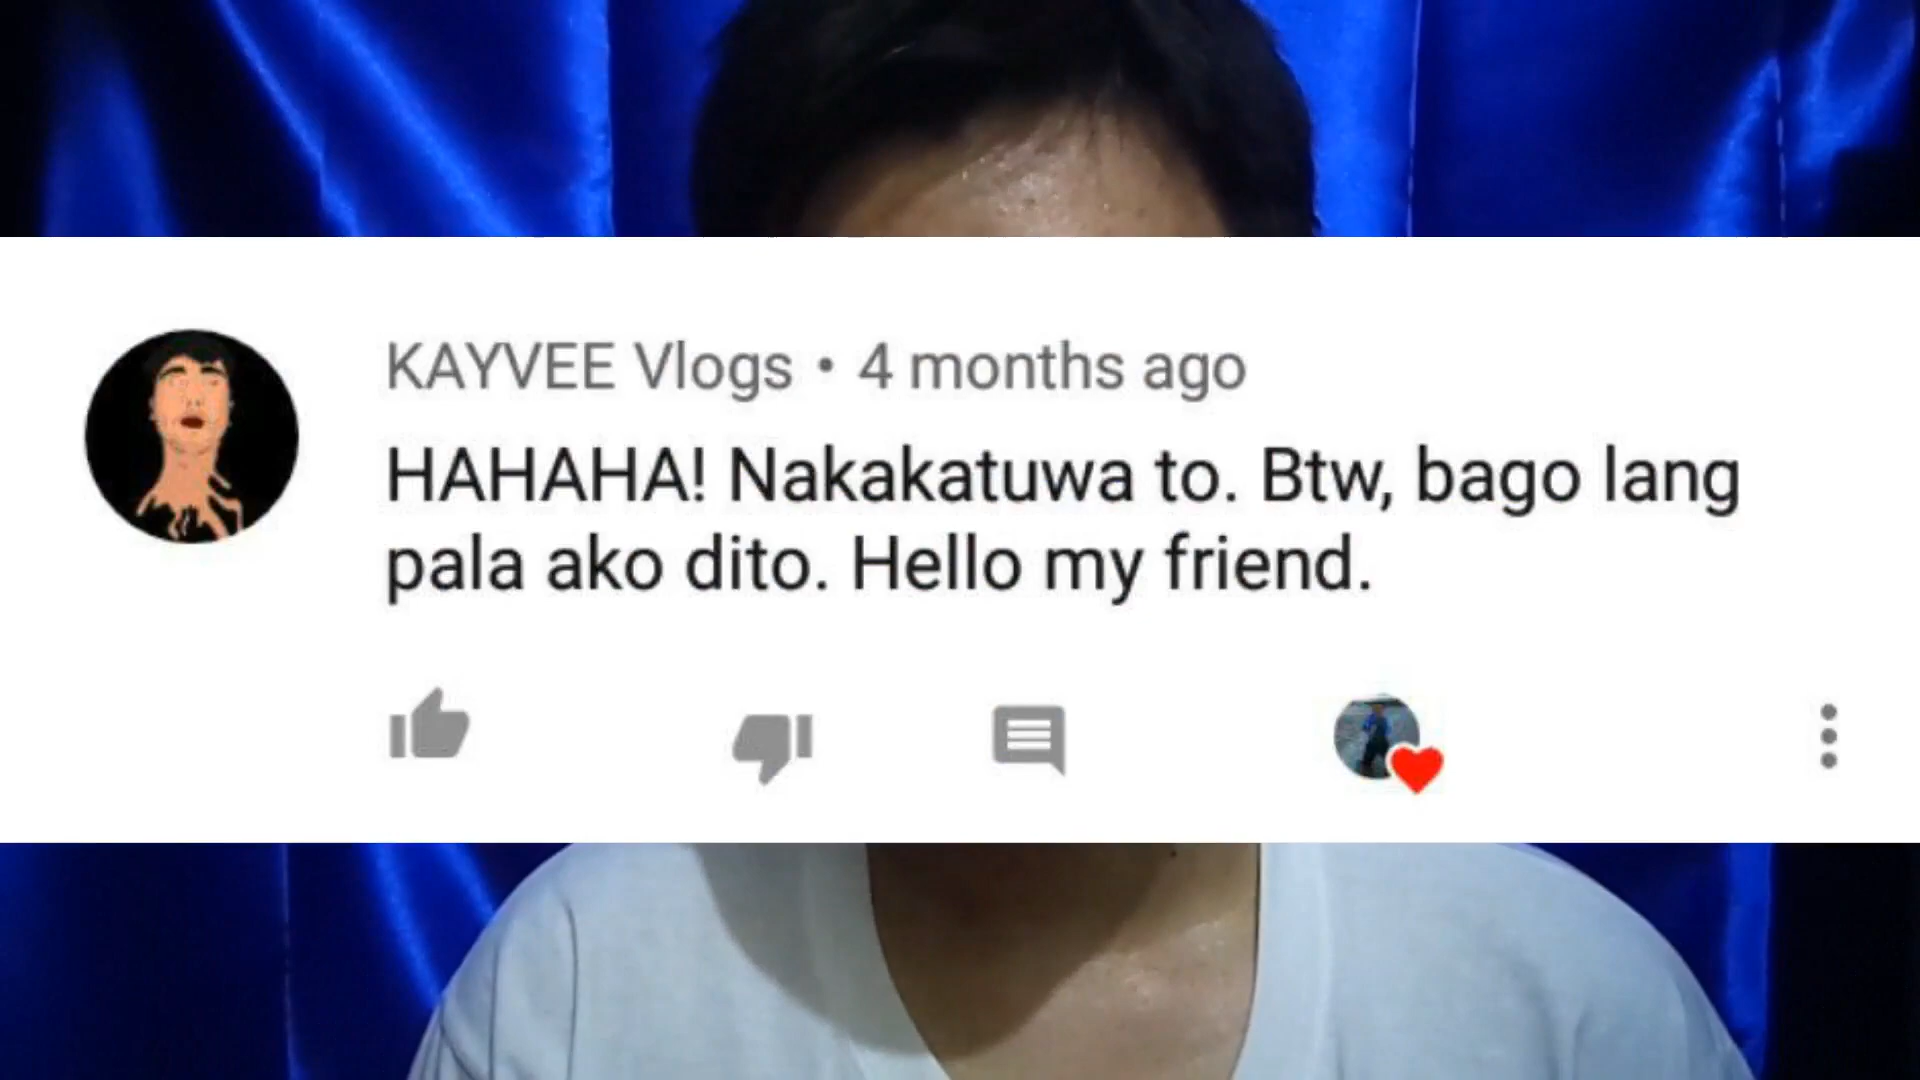 KAYVEE Vlogs • 4 months ago
HAHAHA! Nakakatuwa to. Btw, bago lang
pala ako dito. Hello my friend.